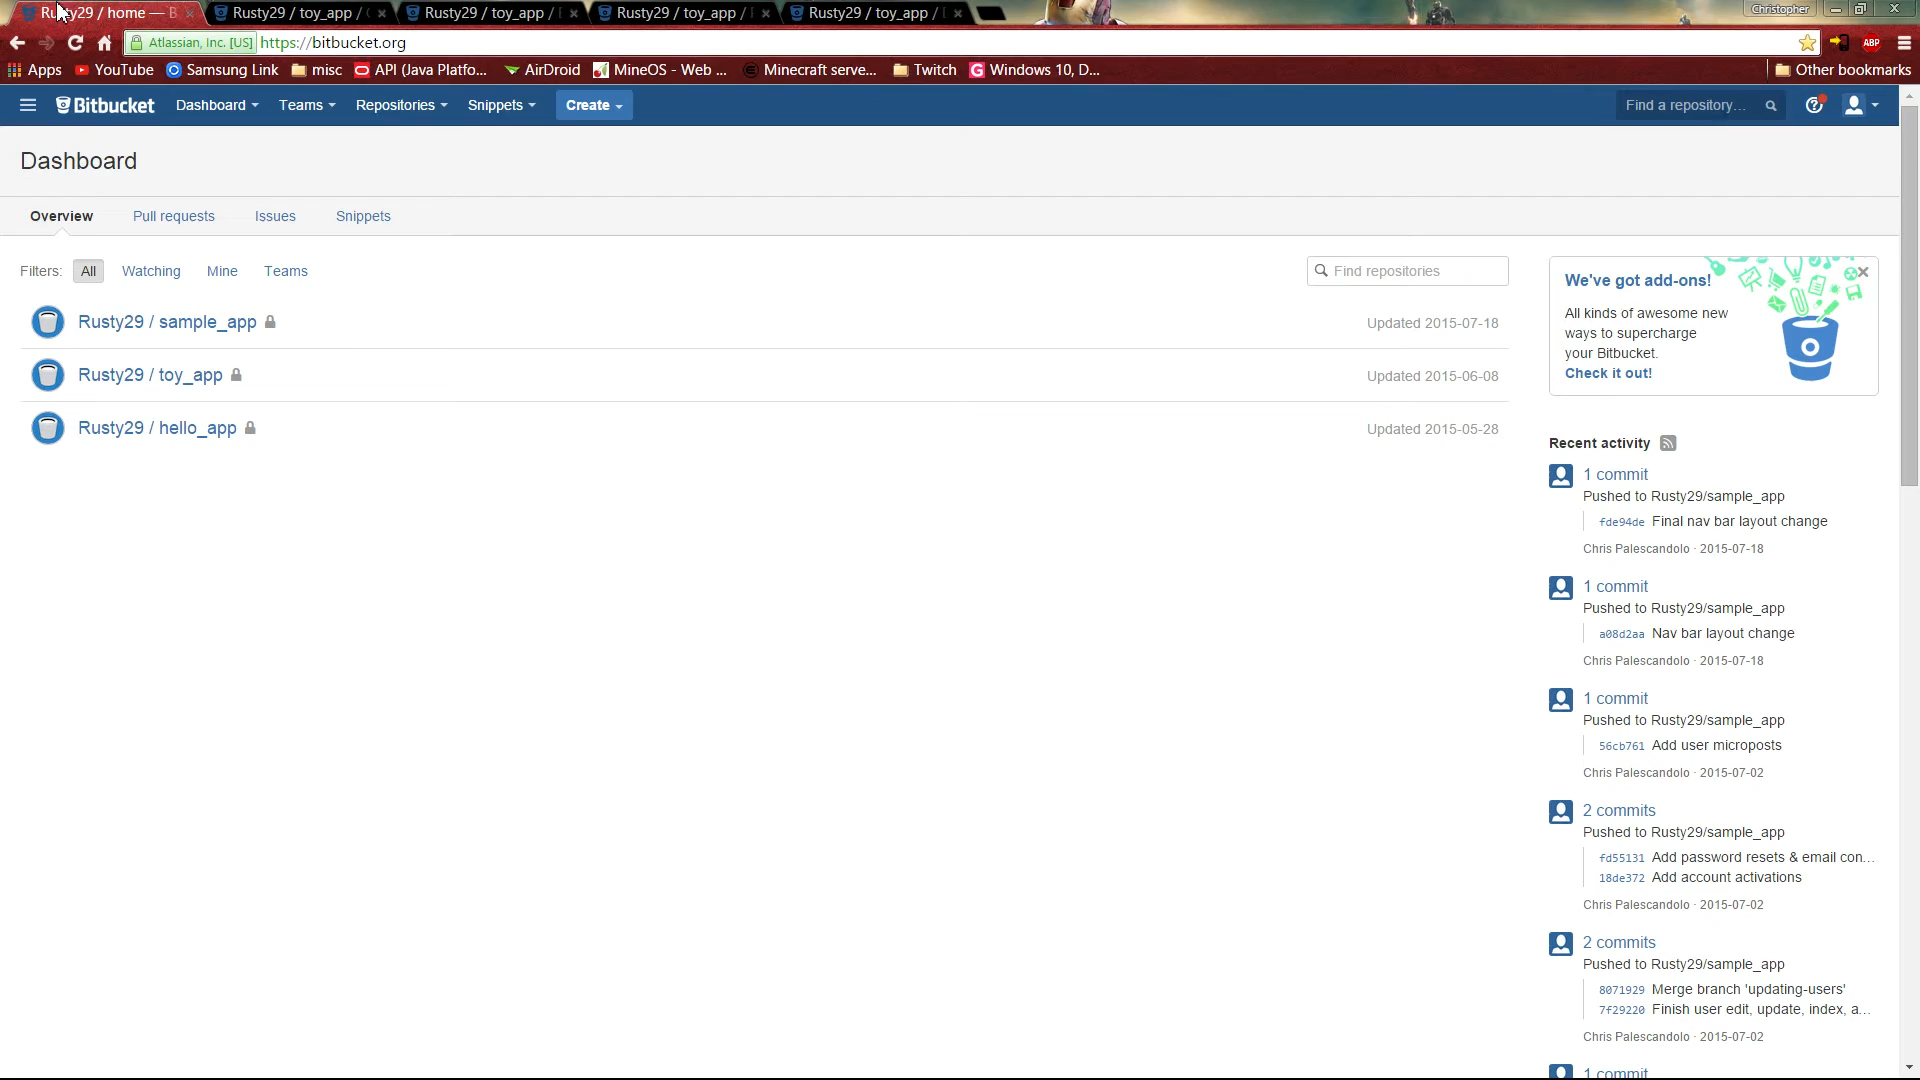 Rusty29 / home — B
Rusty29 / toy_app /
Rusty29 / toy_app /
Rusty29 / toy_app /
Rusty29 / toy_app /
Christopher
Atlassian, Inc. [US] https://bitbucket.org
ABP
Apps YouTube Samsung Link misc API (Java Platfo... AirDroid MineOS - Web ... Minecraft serve... Twitch Windows 10, D... Other bookmarks
Bitbucket Dashboard Teams Repositories Snippets Create Find a repository...
Dashboard
Overview Pull requests Issues Snippets
Filters: All Watching Mine Teams Find repositories
Rusty29 / sample_app Updated 2015-07-18
Rusty29 / toy_app Updated 2015-06-08
Rusty29 / hello_app Updated 2015-05-28
We've got add-ons!
All kinds of awesome new
ways to supercharge
your Bitbucket.
Check it out!
Recent activity
1 commit
Pushed to Rusty29/sample_app
fde94de Final nav bar layout change
Chris Palescandolo · 2015-07-18
1 commit
Pushed to Rusty29/sample_app
a08d2aa Nav bar layout change
Chris Palescandolo · 2015-07-18
1 commit
Pushed to Rusty29/sample_app
56cb761 Add user microposts
Chris Palescandolo · 2015-07-02
2 commits
Pushed to Rusty29/sample_app
fd55131 Add password resets & email con...
18de372 Add account activations
Chris Palescandolo · 2015-07-02
2 commits
Pushed to Rusty29/sample_app
8071929 Merge branch 'updating-users'
7f29220 Finish user edit, update, index, a...
Chris Palescandolo · 2015-07-02
1 commit